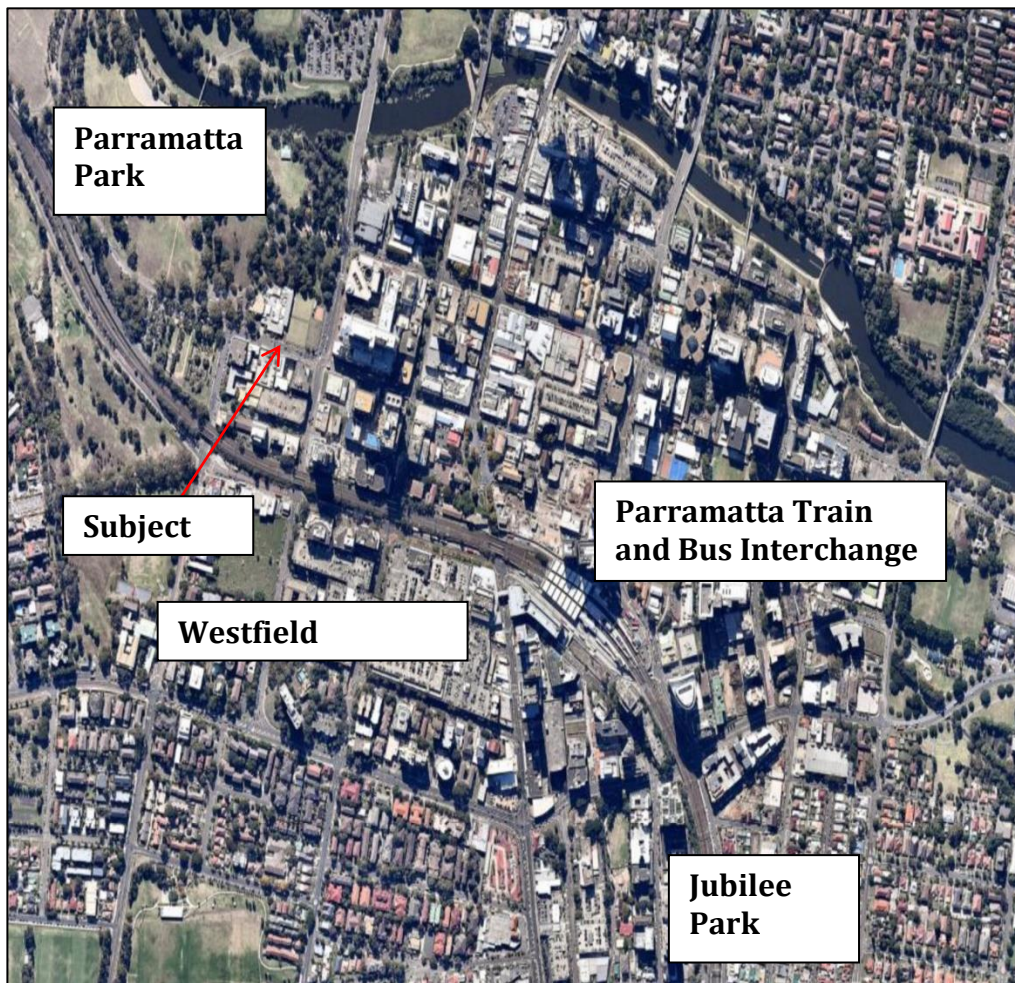 Parramatta
Park
Subject
Parramatta Train
and Bus Interchange
Westfield
Jubilee
Park